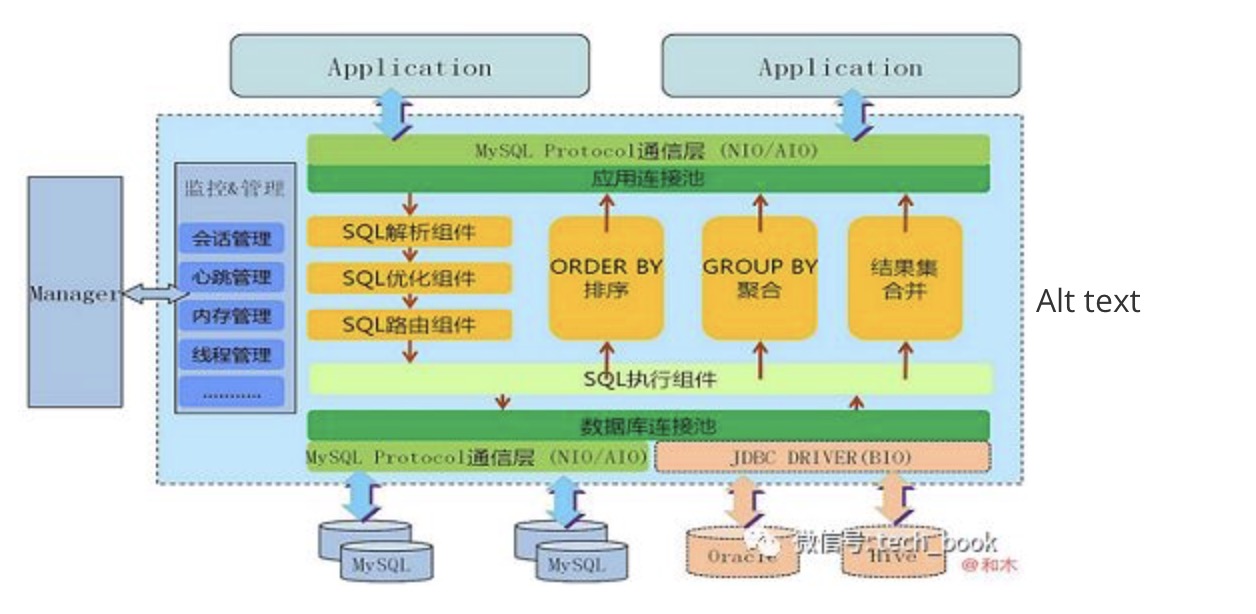 Application
Application
MySQL Protocol通信层 (NIO/AIO)
应用连接池
监控&管理
会话管理
心跳管理
内存管理
线程管理
...........
Manager
SQL解析组件
SQL优化组件
SQL路由组件
ORDER BY
排序
GROUP BY
聚合
结果集
合并
SQL执行组件
数据库连接池
MySQL Protocol通信层 (NIO/AIO)
JDBC DRIVER(BIO)
MySQL
MySQL
Oracle
Hive
微信号:tech_book
@和木
Alt text